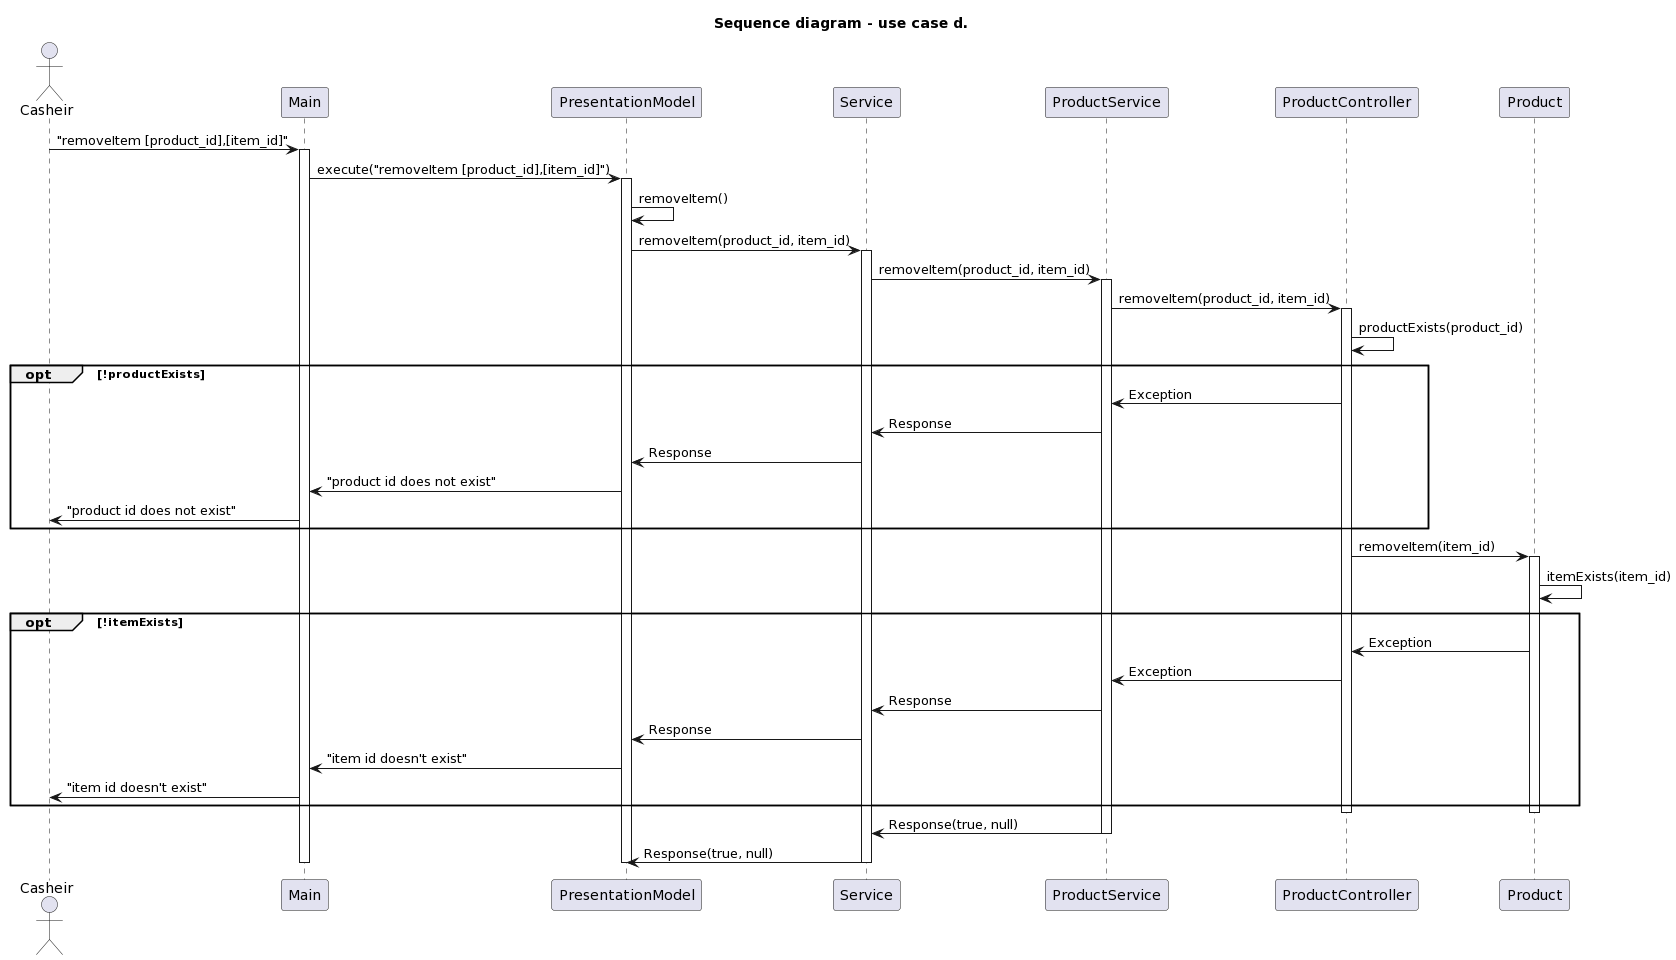 Sequence diagram - use case d.
Casheir
Main
PresentationModel
Service
ProductService
ProductController
Product
"removeItem [product_id],[item_id]"
execute("removeItem [product_id],[item_id]")
removeItem()
removeItem(product_id, item_id)
removeItem(product_id, item_id)
removeItem(product_id, item_id)
productExists(product_id)
opt [!productExists]
Exception
Response
Response
"product id does not exist"
"product id does not exist"
removeItem(item_id)
itemExists(item_id)
opt [!itemExists]
Exception
Exception
Response
Response
"item id doesn't exist"
"item id doesn't exist"
Response(true, null)
Response(true, null)
Casheir
Main
PresentationModel
Service
ProductService
ProductController
Product